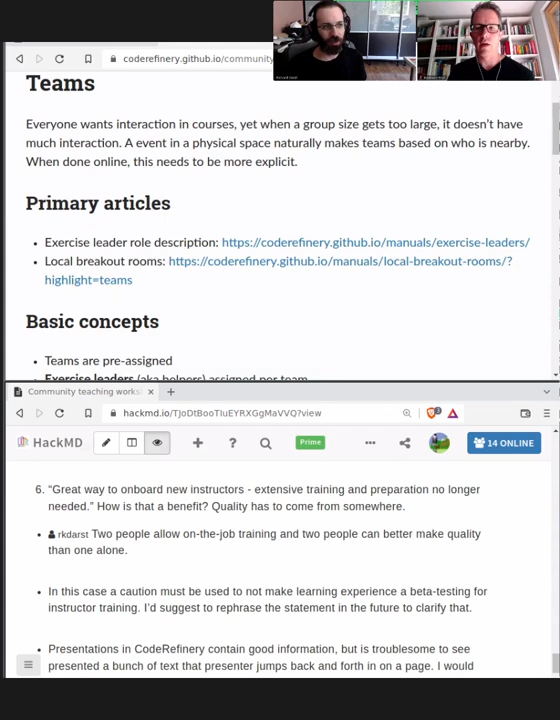 coderefinery.github.io/community
Teams
Everyone wants interaction in courses, yet when a group size gets too large, it doesn't have
much interaction. A event in a physical space naturally makes teams based on who is nearby.
When done online, this needs to be more explicit.
Primary articles
• Exercise leader role description: https://coderefinery.github.io/manuals/exercise-leaders/
• Local breakout rooms: https://coderefinery.github.io/manuals/local-breakout-rooms/?
highlight=teams
Basic concepts
• Teams are pre-assigned
• Exercise leaders (aka helpers) assigned per team
Community teaching works
hackmd.io/TjoDtBooTIuEYRXGgMaVVQ?view
HackMD
Prime
14 ONLINE
6. "Great way to onboard new instructors - extensive training and preparation no longer
needed." How is that a benefit? Quality has to come from somewhere.
• rkdarst Two people allow on-the-job training and two people can better make quality
than one alone.
• In this case a caution must be used to not make learning experience a beta-testing for
instructor training. I'd suggest to rephrase the statement in the future to clarify that.
• Presentations in CodeRefinery contain good information, but is troublesome to see
presented a bunch of text that presenter jumps back and forth in on a page. I would